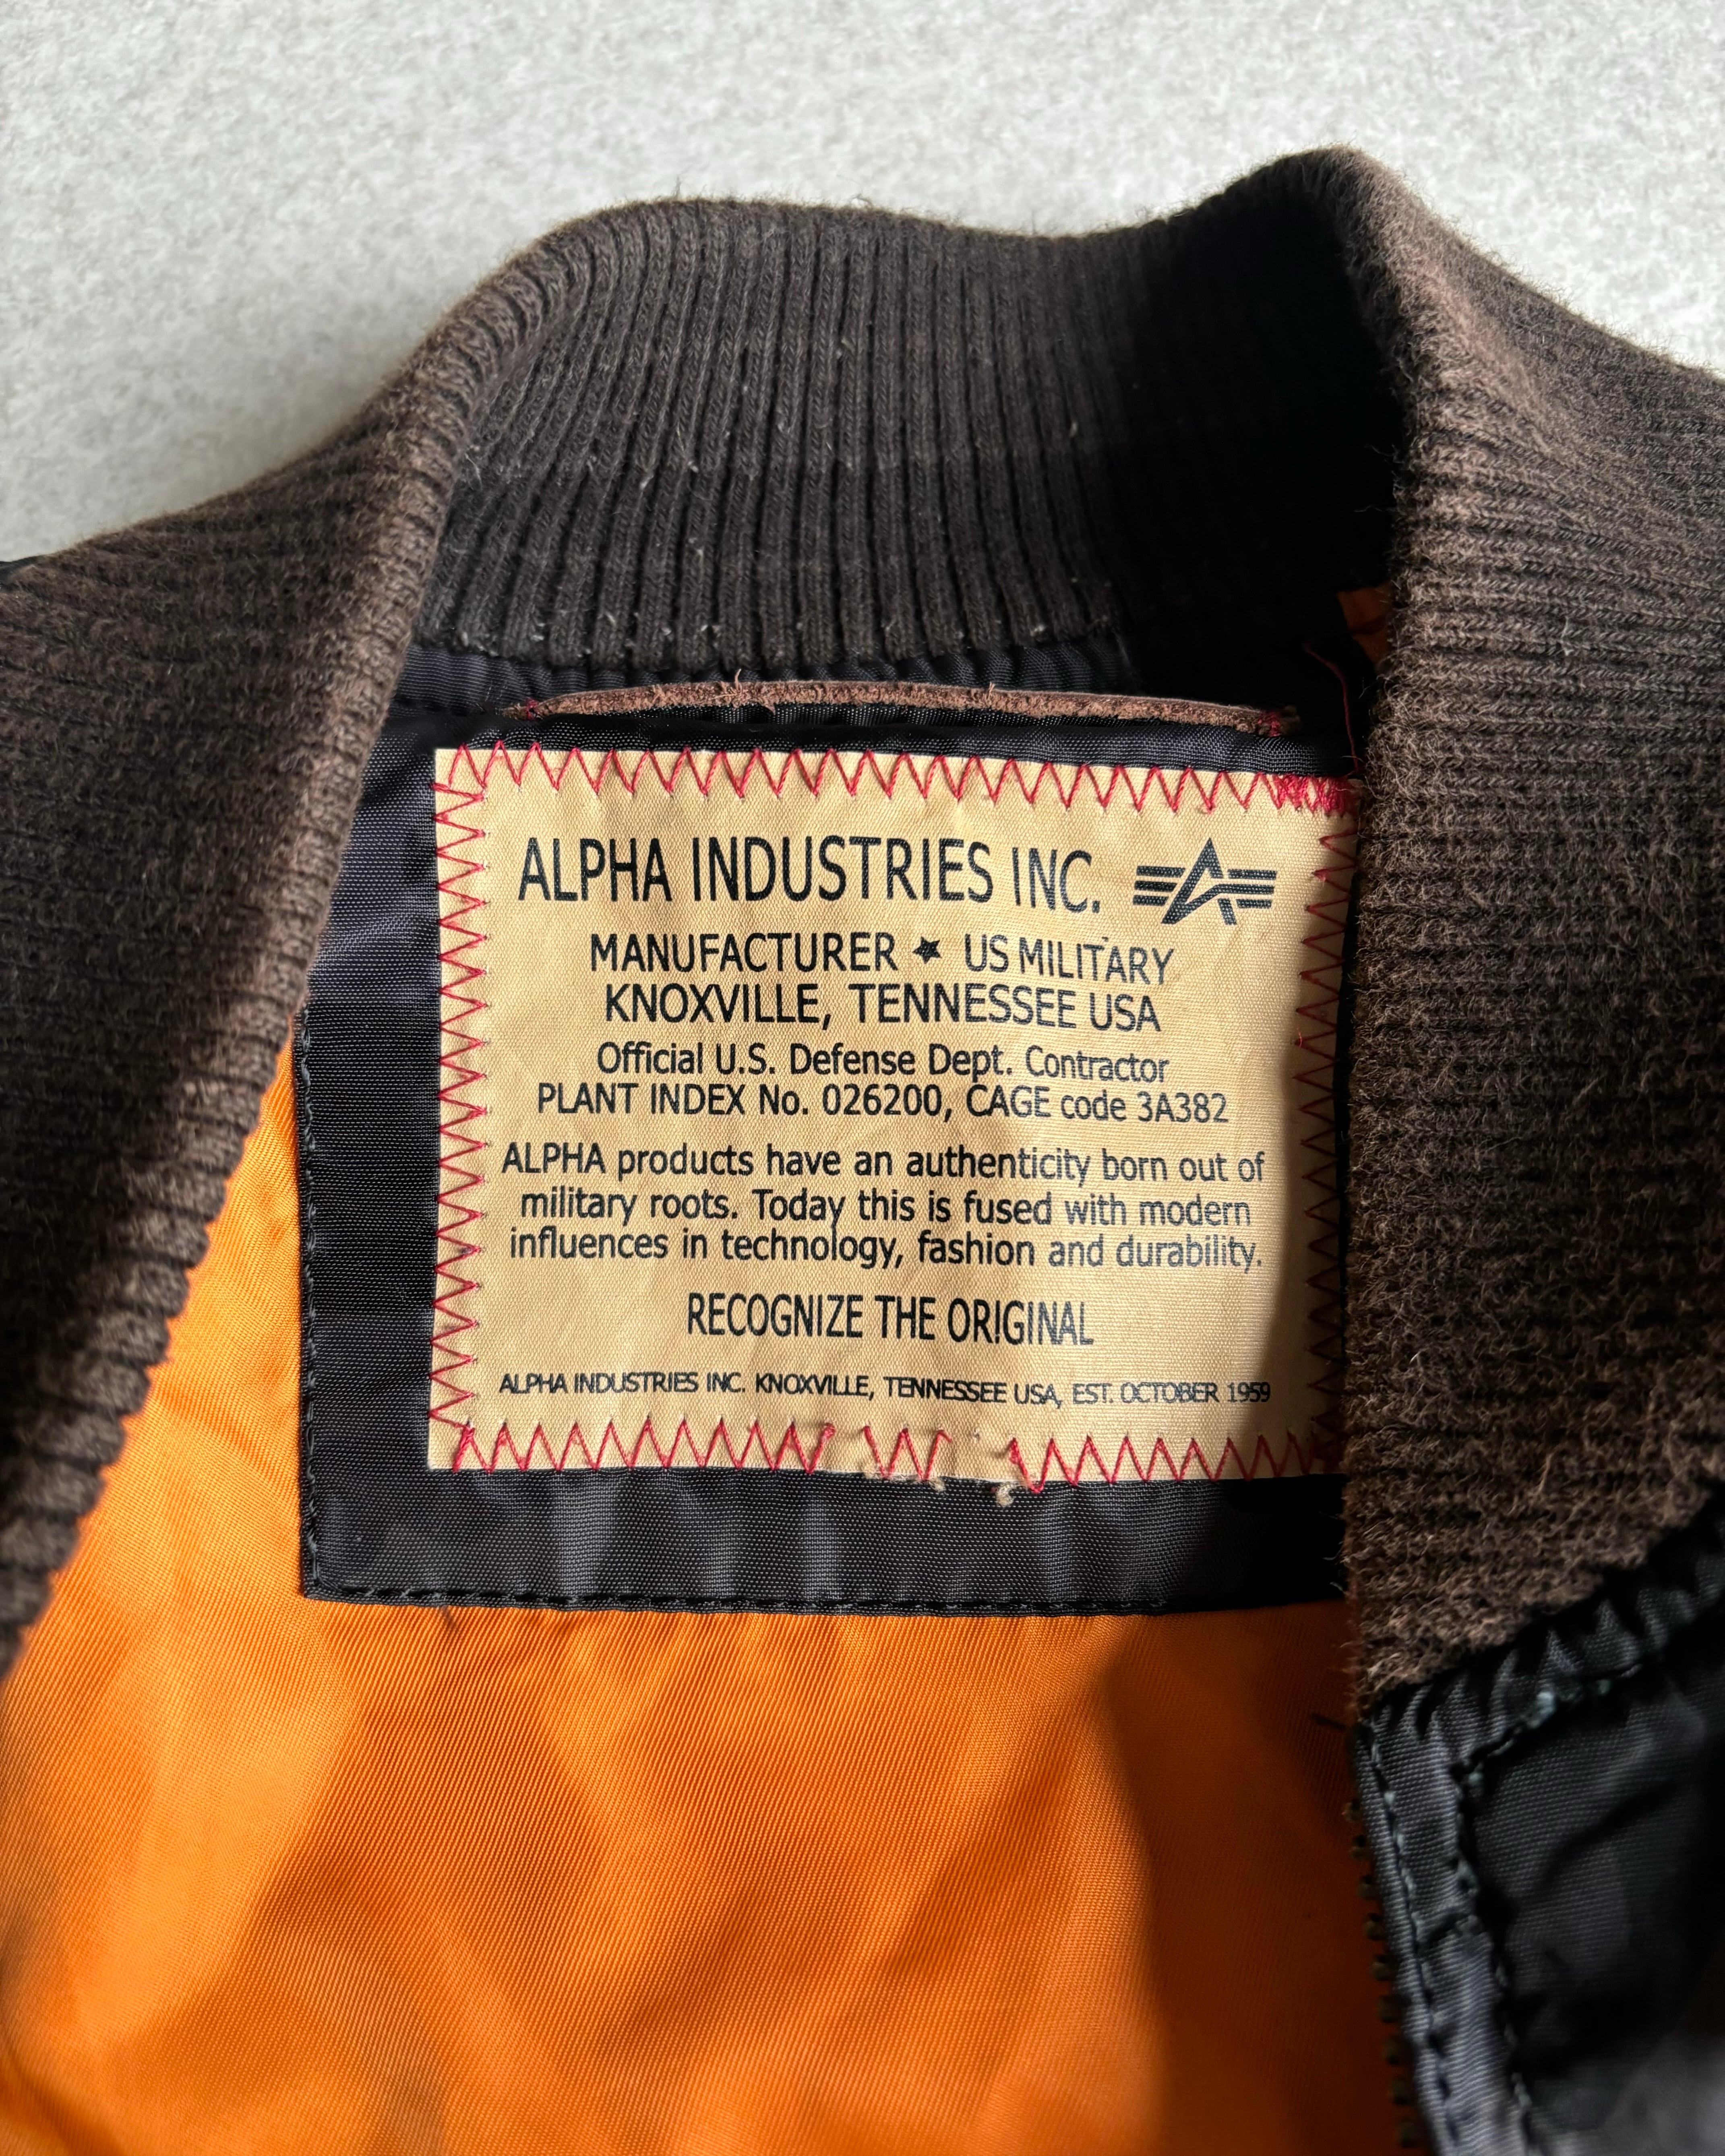 ALPHA INDUSTRIES INC.
MANUFACTURER ★ US MILITARY
KNOXVILLE, TENNESSEE USA
Official U.S. Defense Dept. Contractor
PLANT INDEX No. 026200, CAGE code 3A382
ALPHA products have an authenticity born out of
military roots. Today this is fused with modern
influences in technology, fashion and durability.
RECOGNIZE THE ORIGINAL
ALPHA INDUSTRIES INC. KNOXVILLE, TENNESSEE USA, EST. OCTOBER 1959